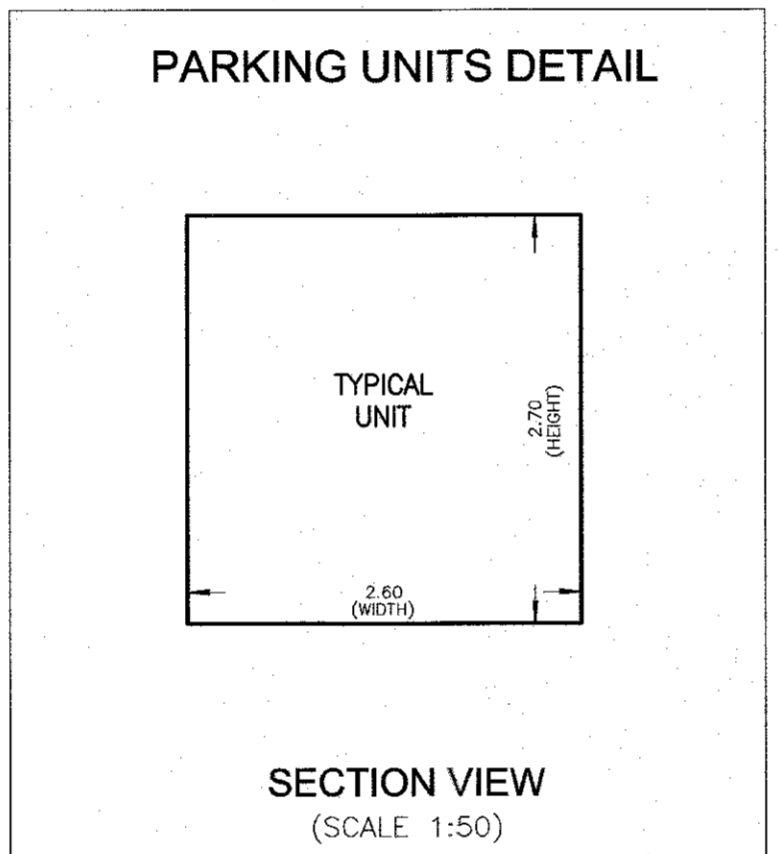 PARKING UNITS DETAIL
TYPICAL
UNIT
2.70
(HEIGHT)
2.60
(WIDTH)
SECTION VIEW
(SCALE 1:50)